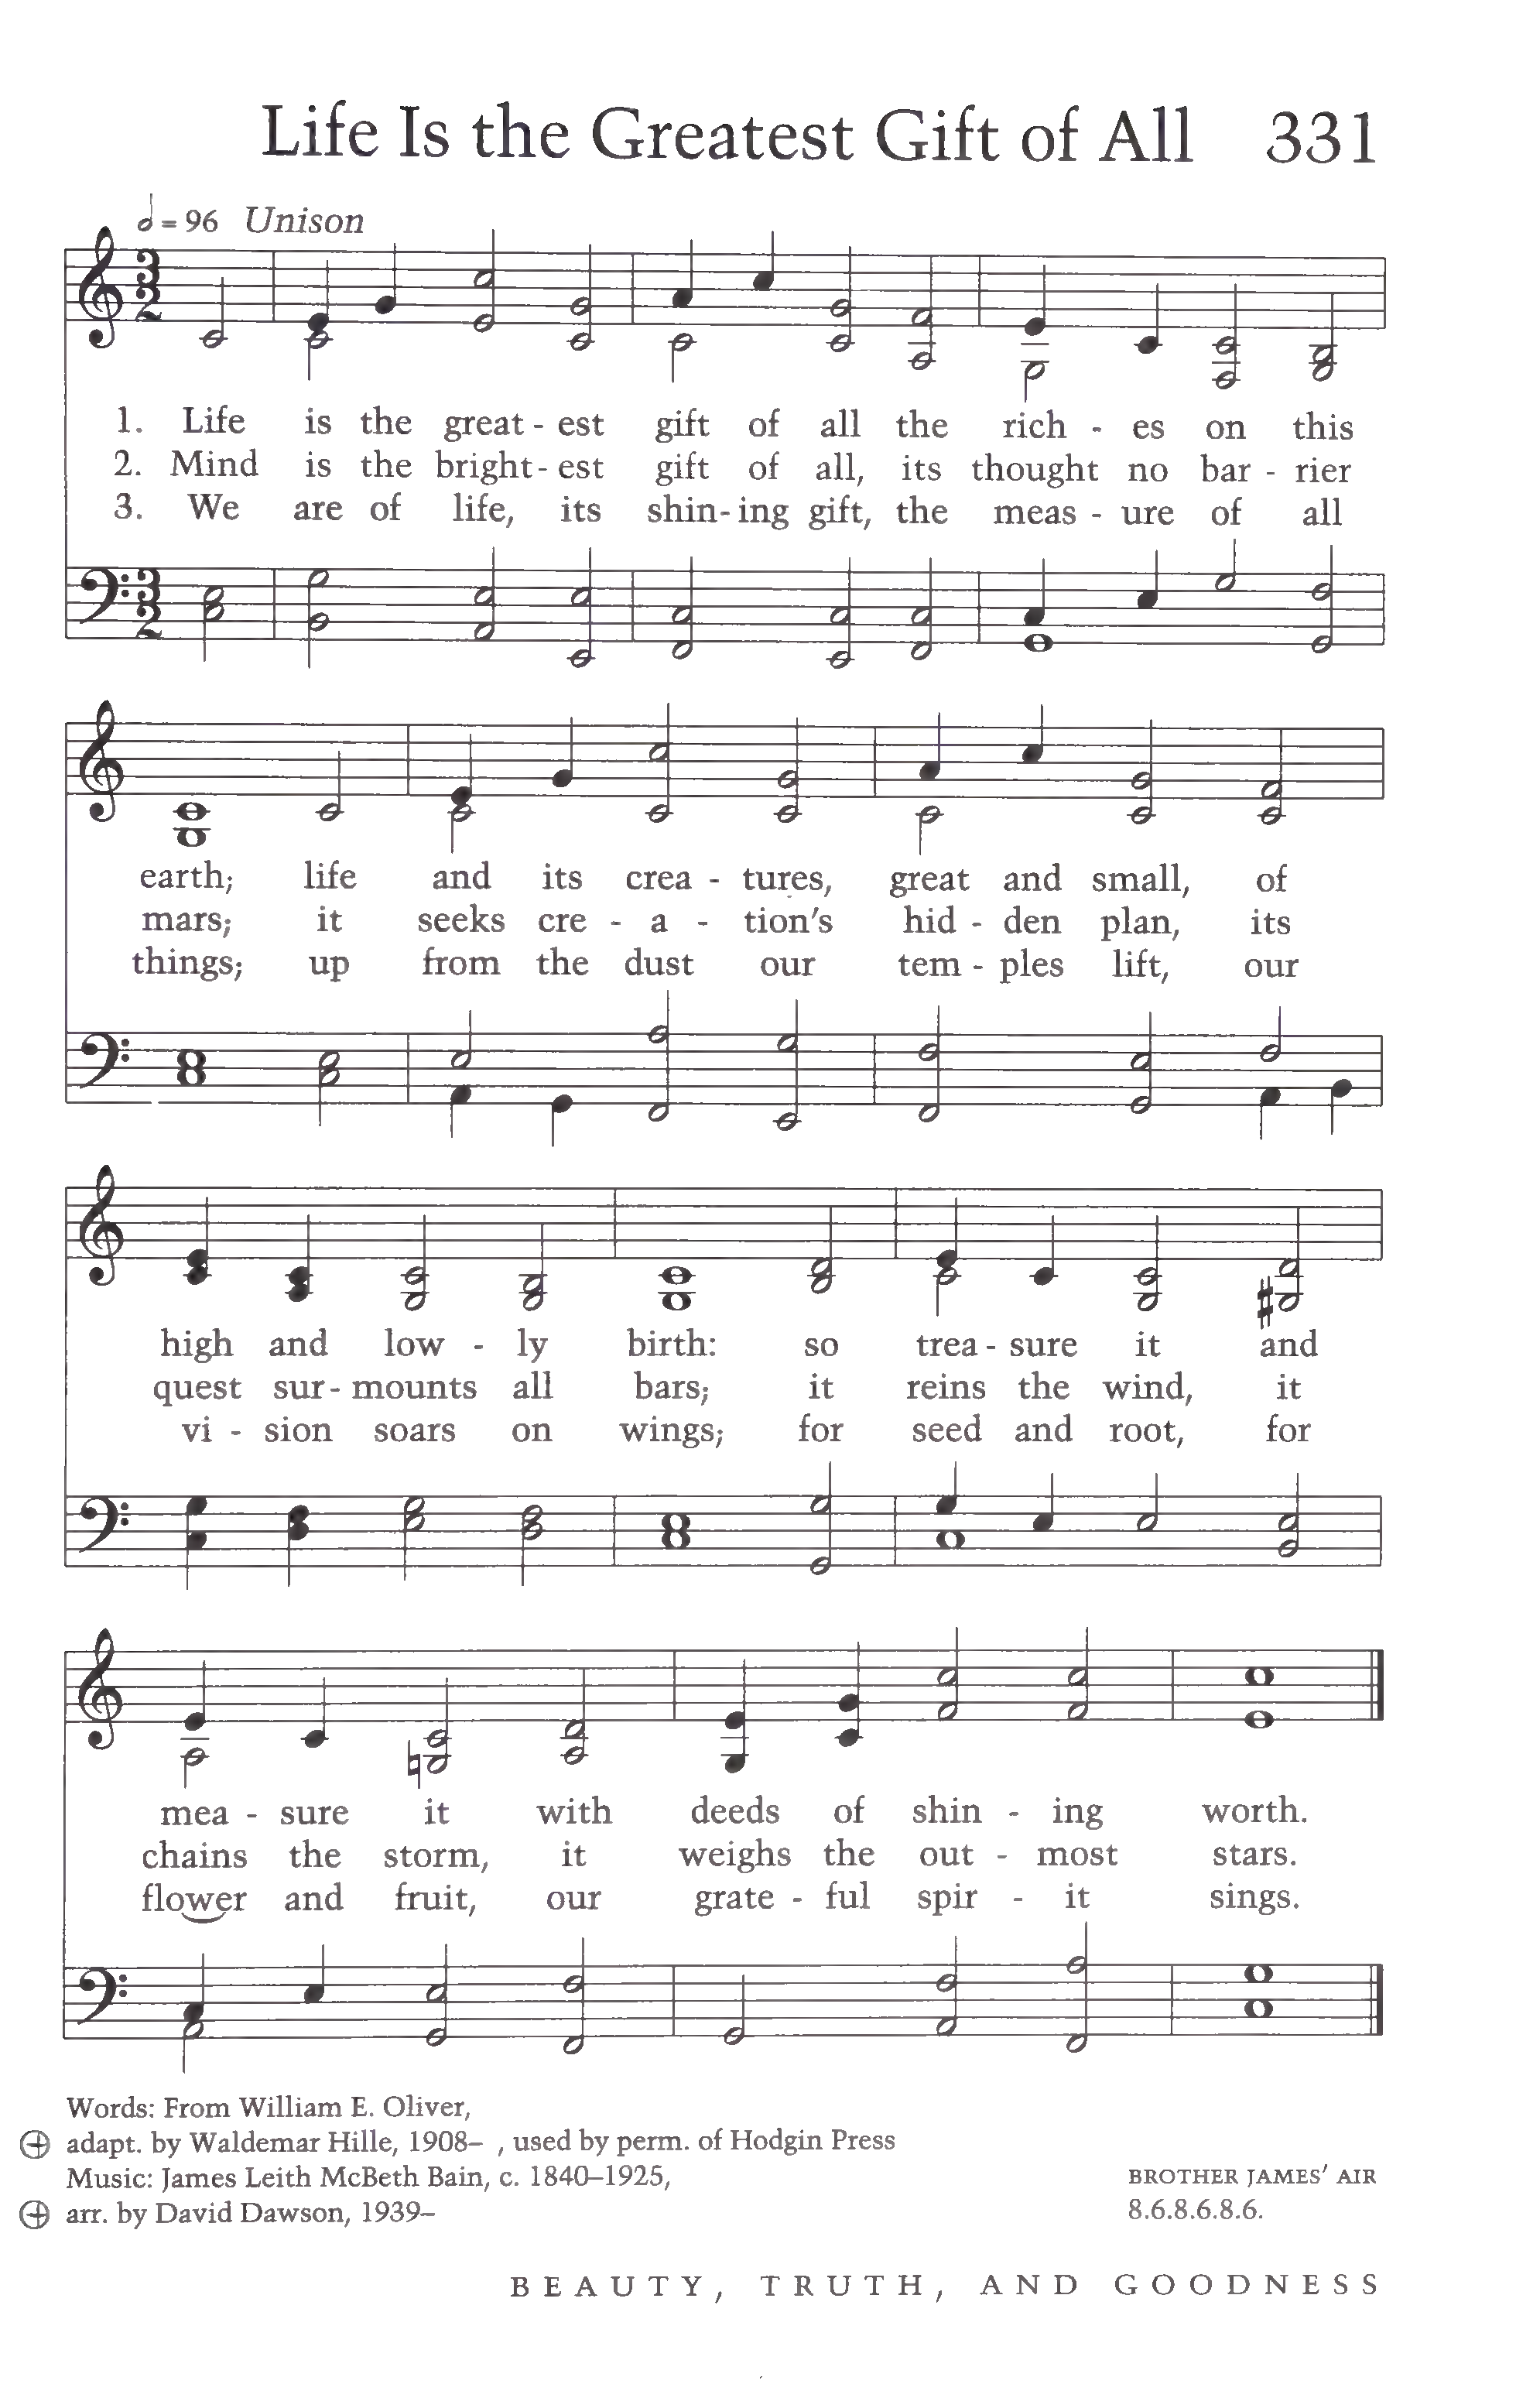 Life Is the Greatest Gift of All 331
𝅗𝅥 = 96 Unison
1. Life is the great - est gift of all the rich - es on this
2. Mind is the bright - est gift of all, its thought no bar - rier
3. We are of life, its shin - ing gift, the meas - ure of all
earth; life and its crea - tures, great and small, of
mars; it seeks cre - a - tion's hid - den plan, its
things; up from the dust our tem - ples lift, our
high and low - ly birth: so trea - sure it and
quest sur - mounts all bars; it reins the wind, it
vi - sion soars on wings; for seed and root, for
mea - sure it with deeds of shin - ing worth.
chains the storm, it weighs the out - most stars.
flower and fruit, our grate - ful spir - it sings.
Words: From William E. Oliver,
adapt. by Waldemar Hille, 1908– , used by perm. of Hodgin Press
Music: James Leith McBeth Bain, c. 1840–1925,
arr. by David Dawson, 1939–
BROTHER JAMES' AIR
8.6.8.6.8.6.
BEAUTY, TRUTH, AND GOODNESS